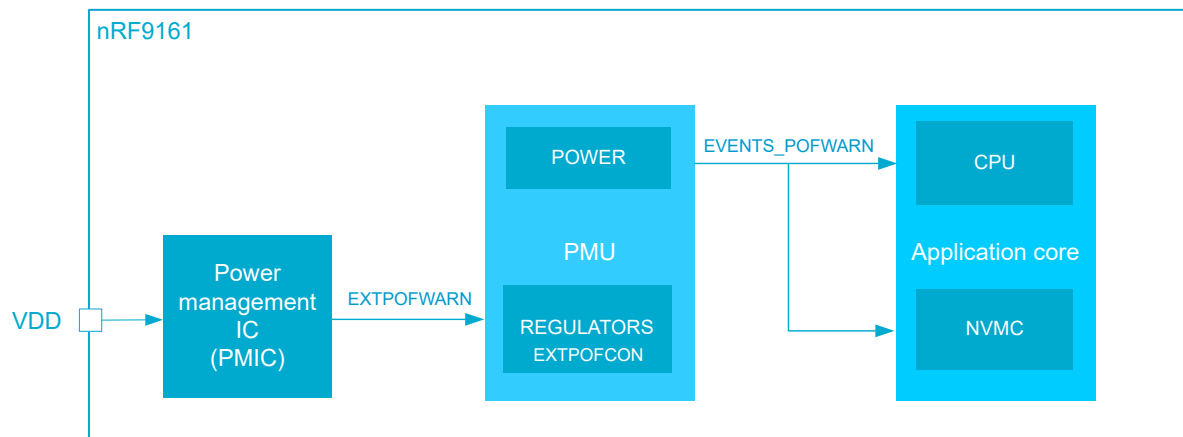 nRF9161
VDD
Power
management
IC
(PMIC)
EXTPOFWARN
POWER
PMU
REGULATORS
EXTPOFCON
EVENTS_POFWARN
CPU
Application core
NVMC